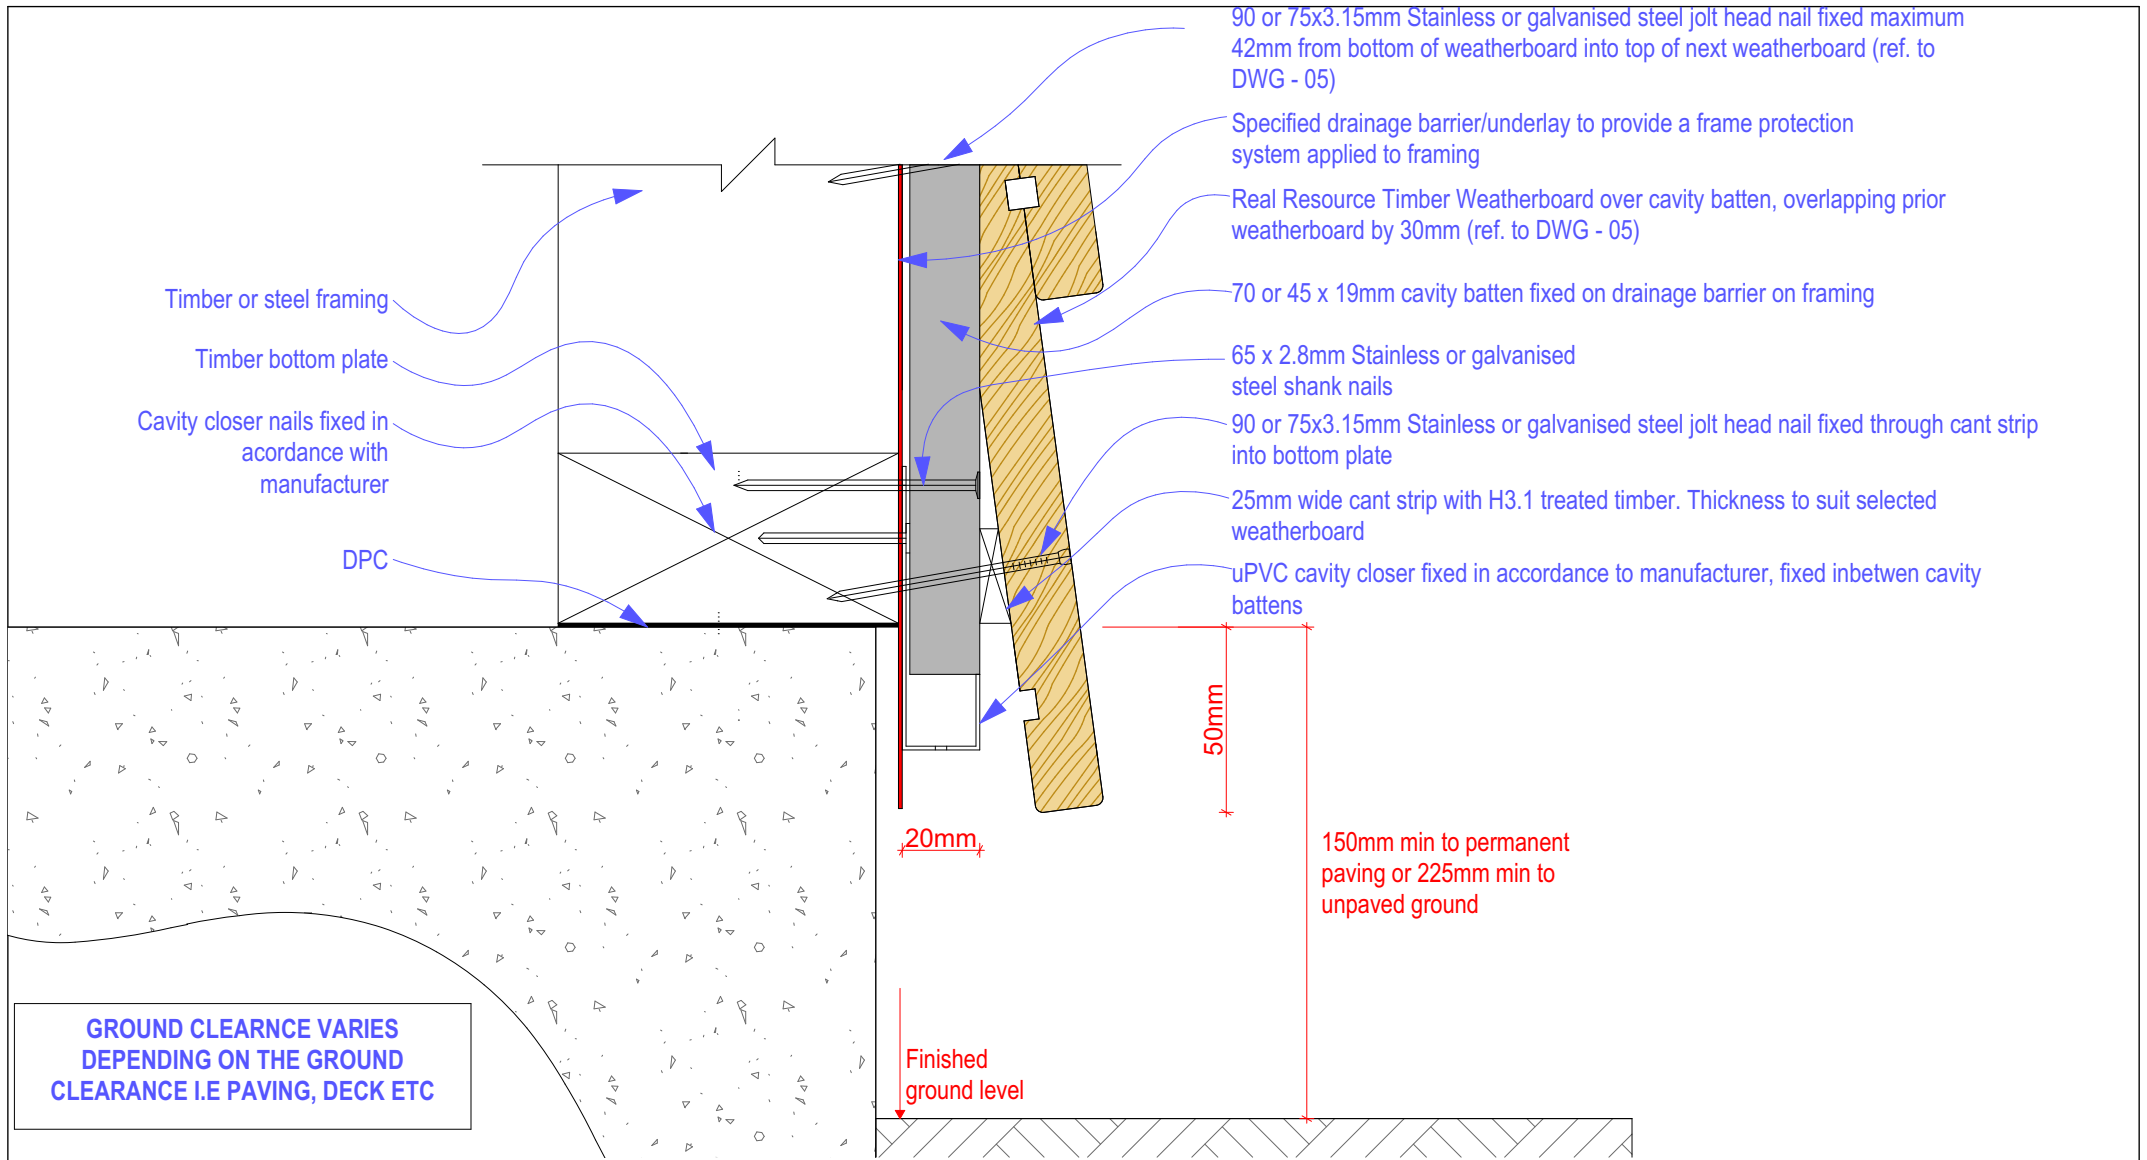 90 or 75x3.15mm Stainless or galvanised steel jolt head nail fixed maximum
42mm from bottom of weatherboard into top of next weatherboard (ref. to
DWG - 05)
Specified drainage barrier/underlay to provide a frame protection
system applied to framing
Real Resource Timber Weatherboard over cavity batten, overlapping prior
weatherboard by 30mm (ref. to DWG - 05)
70 or 45 x 19mm cavity batten fixed on drainage barrier on framing
65 x 2.8mm Stainless or galvanised
steel shank nails
90 or 75x3.15mm Stainless or galvanised steel jolt head nail fixed through cant strip
into bottom plate
25mm wide cant strip with H3.1 treated timber. Thickness to suit selected
weatherboard
uPVC cavity closer fixed in accordance to manufacturer, fixed inbetwen cavity
battens
Timber or steel framing
Timber bottom plate
Cavity closer nails fixed in
acordance with
manufacturer
DPC
50mm
20mm
150mm min to permanent
paving or 225mm min to
unpaved ground
Finished
ground level
GROUND CLEARNCE VARIES
DEPENDING ON THE GROUND
CLEARANCE I.E PAVING, DECK ETC